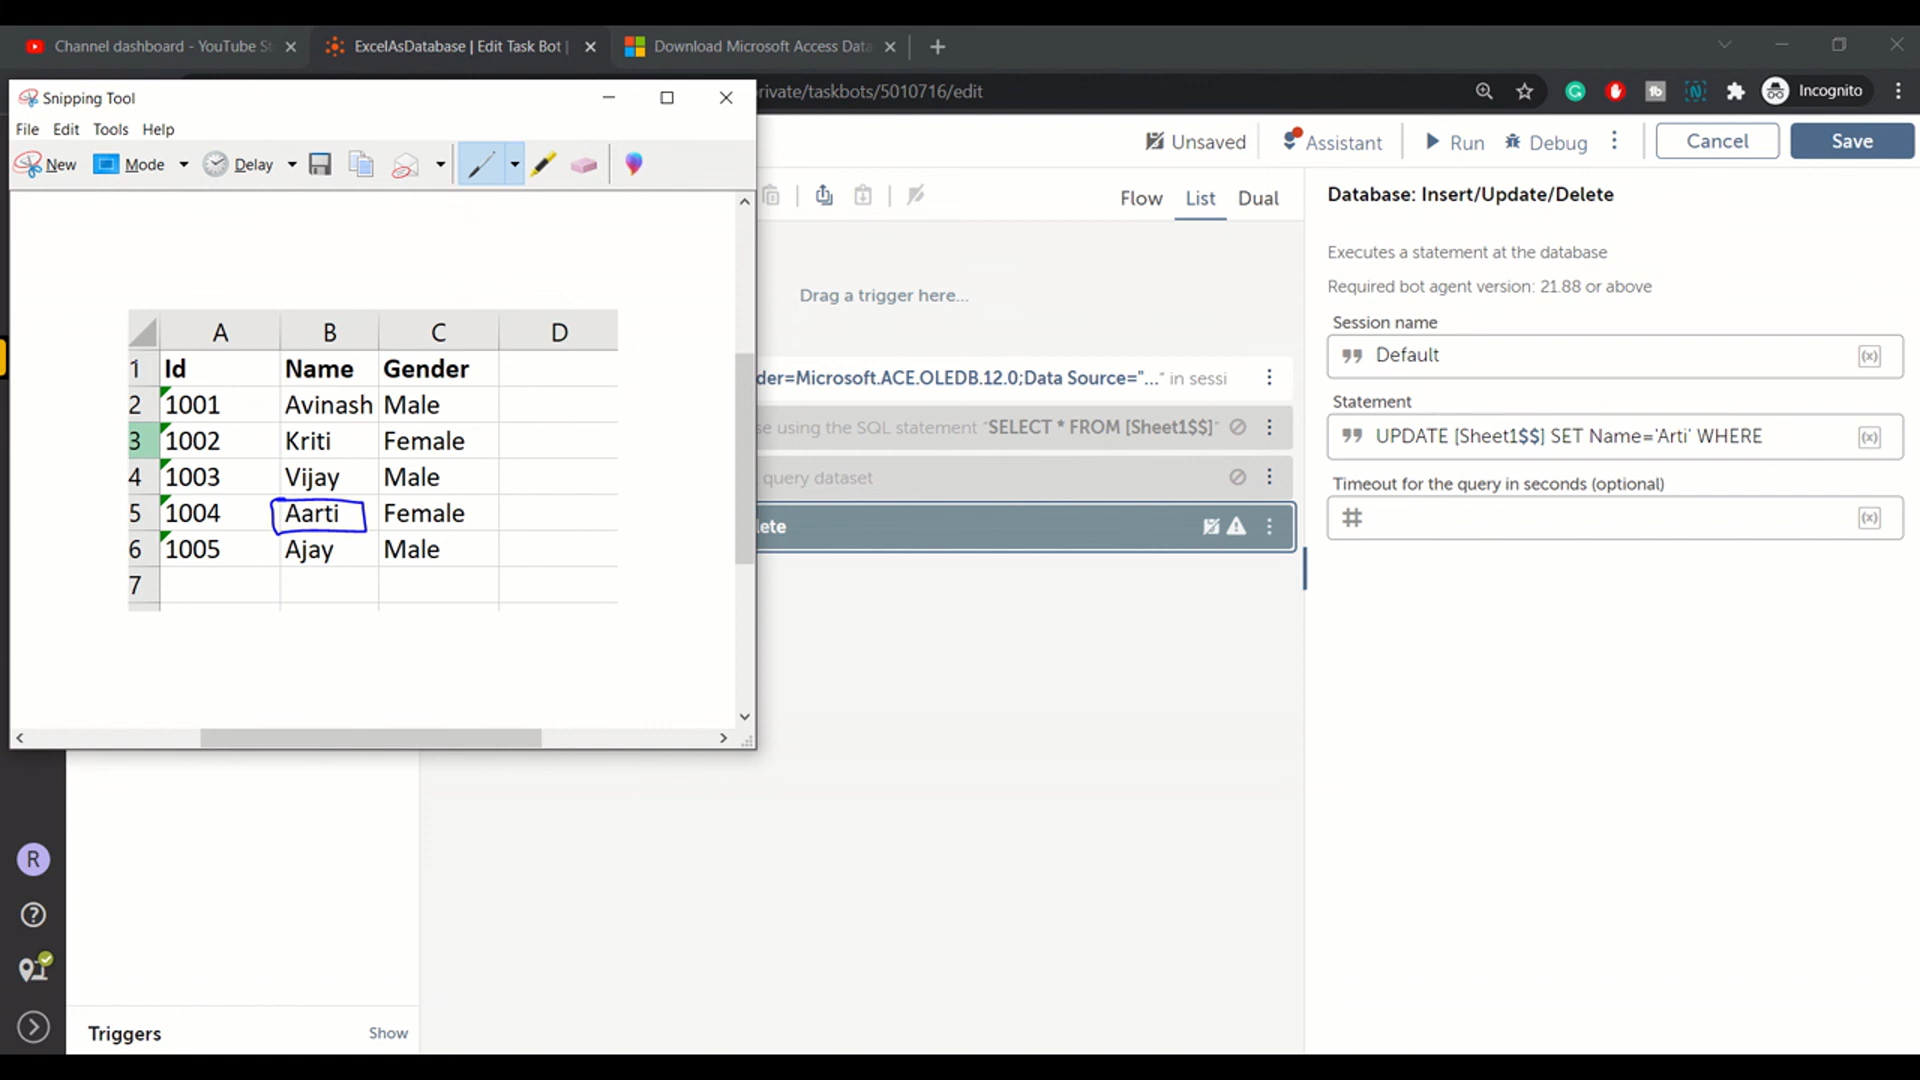 Channel dashboard - YouTube St
ExcelAsDatabase | Edit Task Bot |
Download Microsoft Access Data
private/taskbots/5010716/edit
Incognito
Snipping Tool
File Edit Tools Help
New Mode Delay
A B C D
1 Id Name Gender
2 1001 Avinash Male
3 1002 Kriti Female
4 1003 Vijay Male
5 1004 Aarti Female
6 1005 Ajay Male
7
Unsaved Assistant Run Debug Cancel Save
Flow List Dual
Drag a trigger here...
der=Microsoft.ACE.OLEDB.12.0;Data Source="..." in sessi
se using the SQL statement "SELECT * FROM [Sheet1$$]"
query dataset
lete
Database: Insert/Update/Delete
Executes a statement at the database
Required bot agent version: 21.88 or above
Session name
Default (x)
Statement
UPDATE [Sheet1$$] SET Name='Arti' WHERE (x)
Timeout for the query in seconds (optional)
# (x)
R
Triggers Show